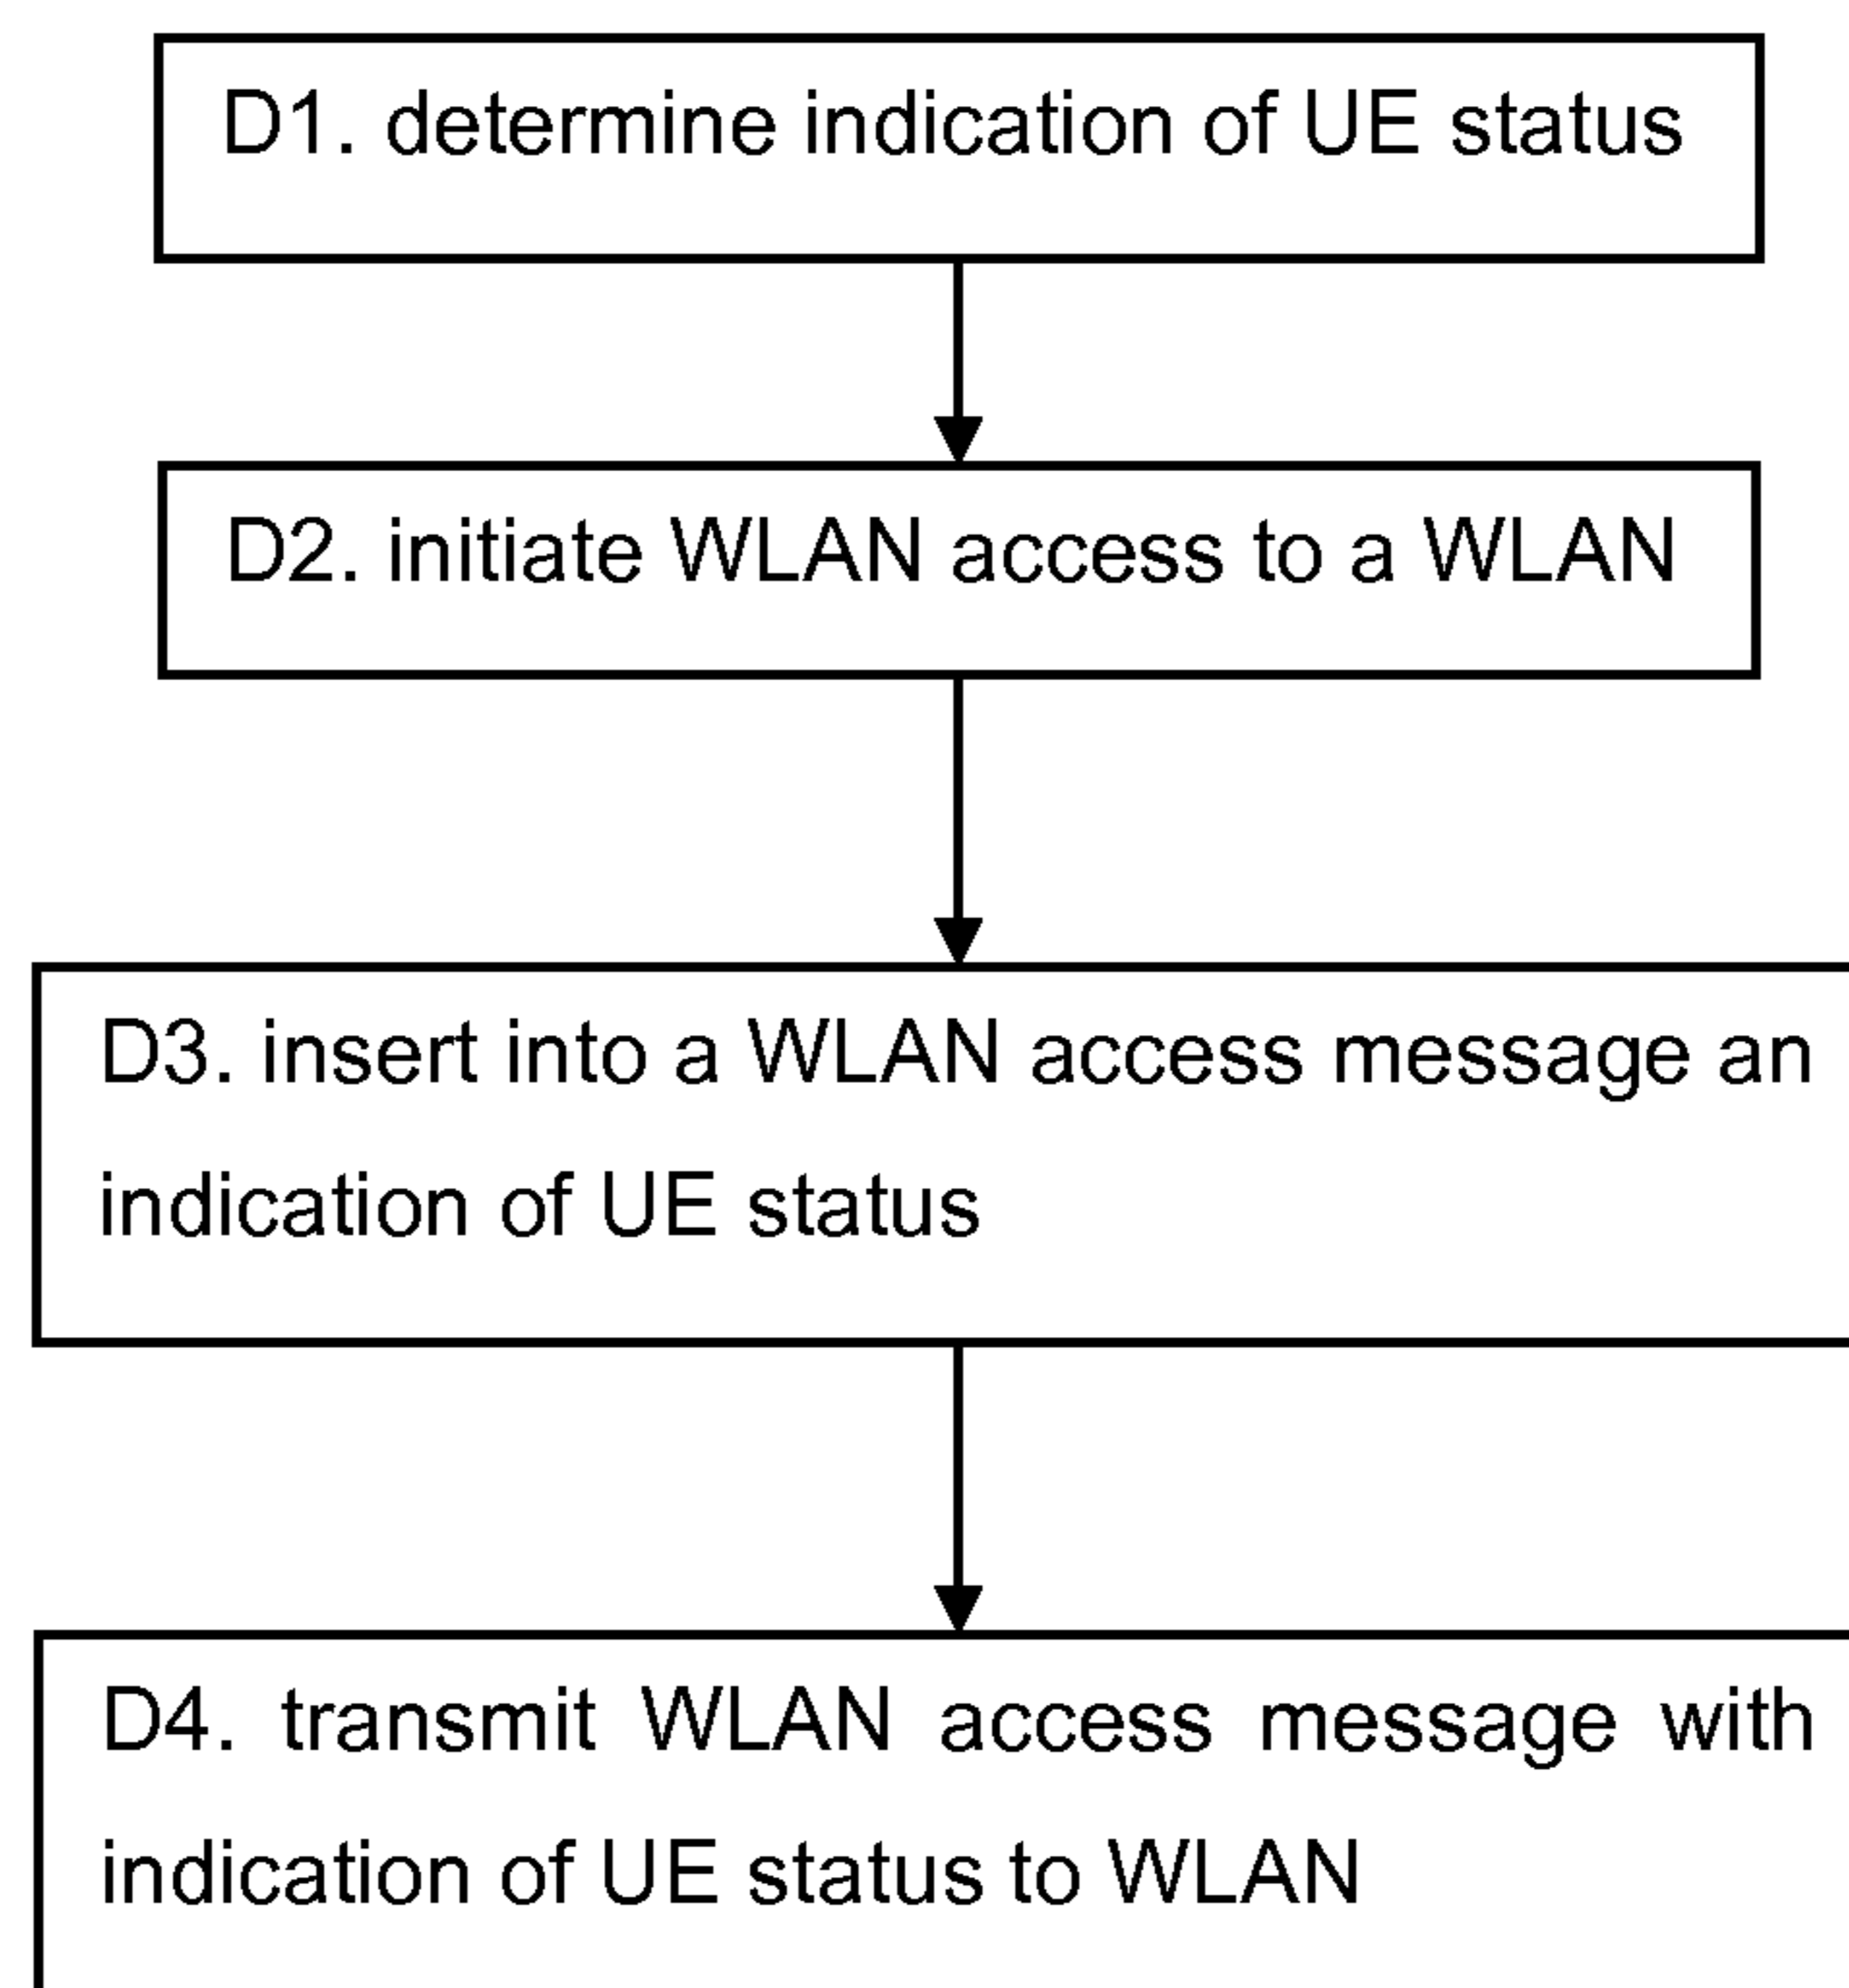 D1. determine indication of UE status
D2. initiate WLAN access to a WLAN
D3. insert into a WLAN access message an
indication of UE status
D4. transmit WLAN access message with
indication of UE status to WLAN